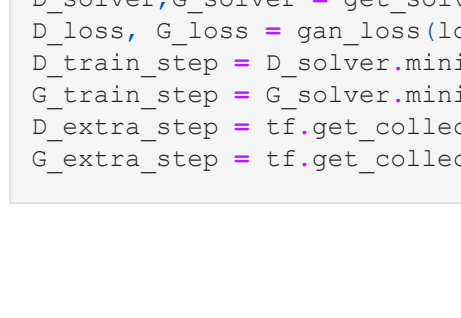 D_solver,G_solver = get_solv
D_loss, G_loss = gan_loss(lo
D_train_step = D_solver.mini
G_train_step = G_solver.mini
D_extra_step = tf.get_collec
G_extra_step = tf.get_collec